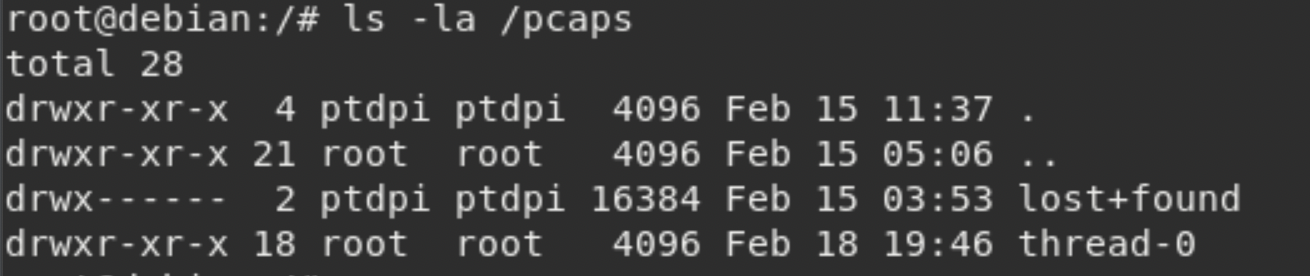 root@debian:/# ls -la /pcaps
total 28
drwxr-xr-x  4 ptdpi ptdpi  4096 Feb 15 11:37 .
drwxr-xr-x 21 root  root   4096 Feb 15 05:06 ..
drwx------  2 ptdpi ptdpi 16384 Feb 15 03:53 lost+found
drwxr-xr-x 18 root  root   4096 Feb 18 19:46 thread-0